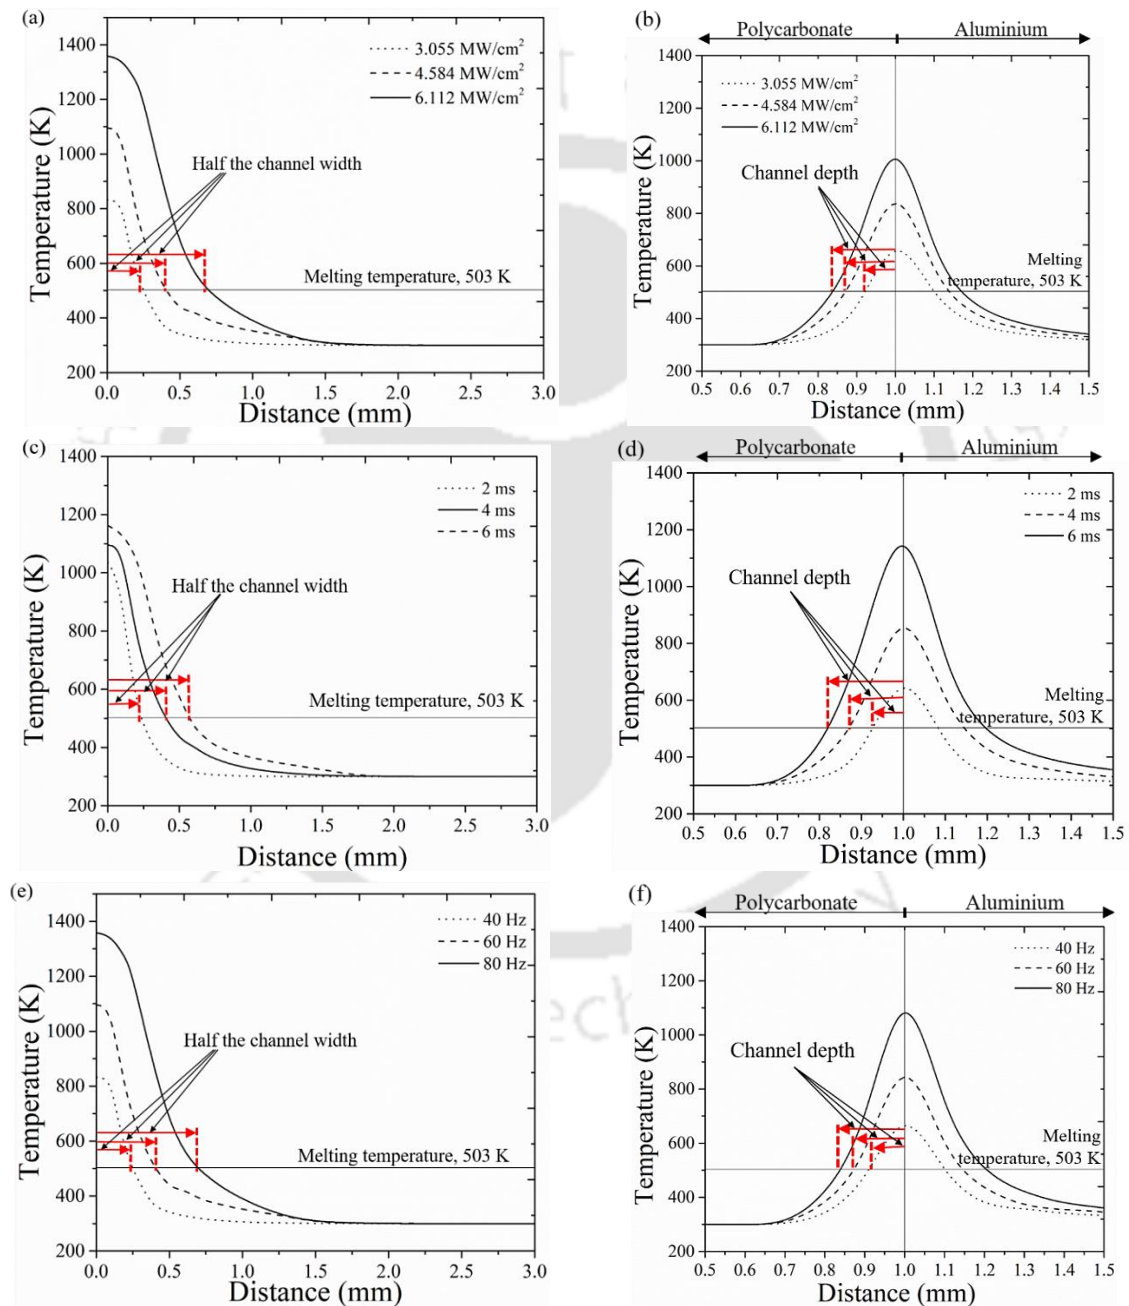 (a)
1400
1200
1000
800
600
400
200
Temperature (K)
3.055 MW/cm²
4.584 MW/cm²
6.112 MW/cm²
Half the channel width
Melting temperature, 503 K
0.0 0.5 1.0 1.5 2.0 2.5 3.0
Distance (mm)
(b)
Polycarbonate Aluminium
1400
1200
1000
800
600
400
200
Temperature (K)
3.055 MW/cm²
4.584 MW/cm²
6.112 MW/cm²
Channel depth
Melting
temperature, 503 K
0.5 0.6 0.7 0.8 0.9 1.0 1.1 1.2 1.3 1.4 1.5
Distance (mm)
(c)
1400
1200
1000
800
600
400
200
Temperature (K)
2 ms
4 ms
6 ms
Half the channel width
Melting temperature, 503 K
0.0 0.5 1.0 1.5 2.0 2.5 3.0
Distance (mm)
(d)
Polycarbonate Aluminium
1400
1200
1000
800
600
400
200
Temperature (K)
2 ms
4 ms
6 ms
Channel depth
Melting
temperature, 503 K
0.5 0.6 0.7 0.8 0.9 1.0 1.1 1.2 1.3 1.4 1.5
Distance (mm)
(e)
1400
1200
1000
800
600
400
200
Temperature (K)
40 Hz
60 Hz
80 Hz
Half the channel width
Melting temperature, 503 K
0.0 0.5 1.0 1.5 2.0 2.5 3.0
Distance (mm)
(f)
Polycarbonate Aluminium
1400
1200
1000
800
600
400
200
Temperature (K)
40 Hz
60 Hz
80 Hz
Channel depth
Melting
temperature, 503 K
0.5 0.6 0.7 0.8 0.9 1.0 1.1 1.2 1.3 1.4 1.5
Distance (mm)